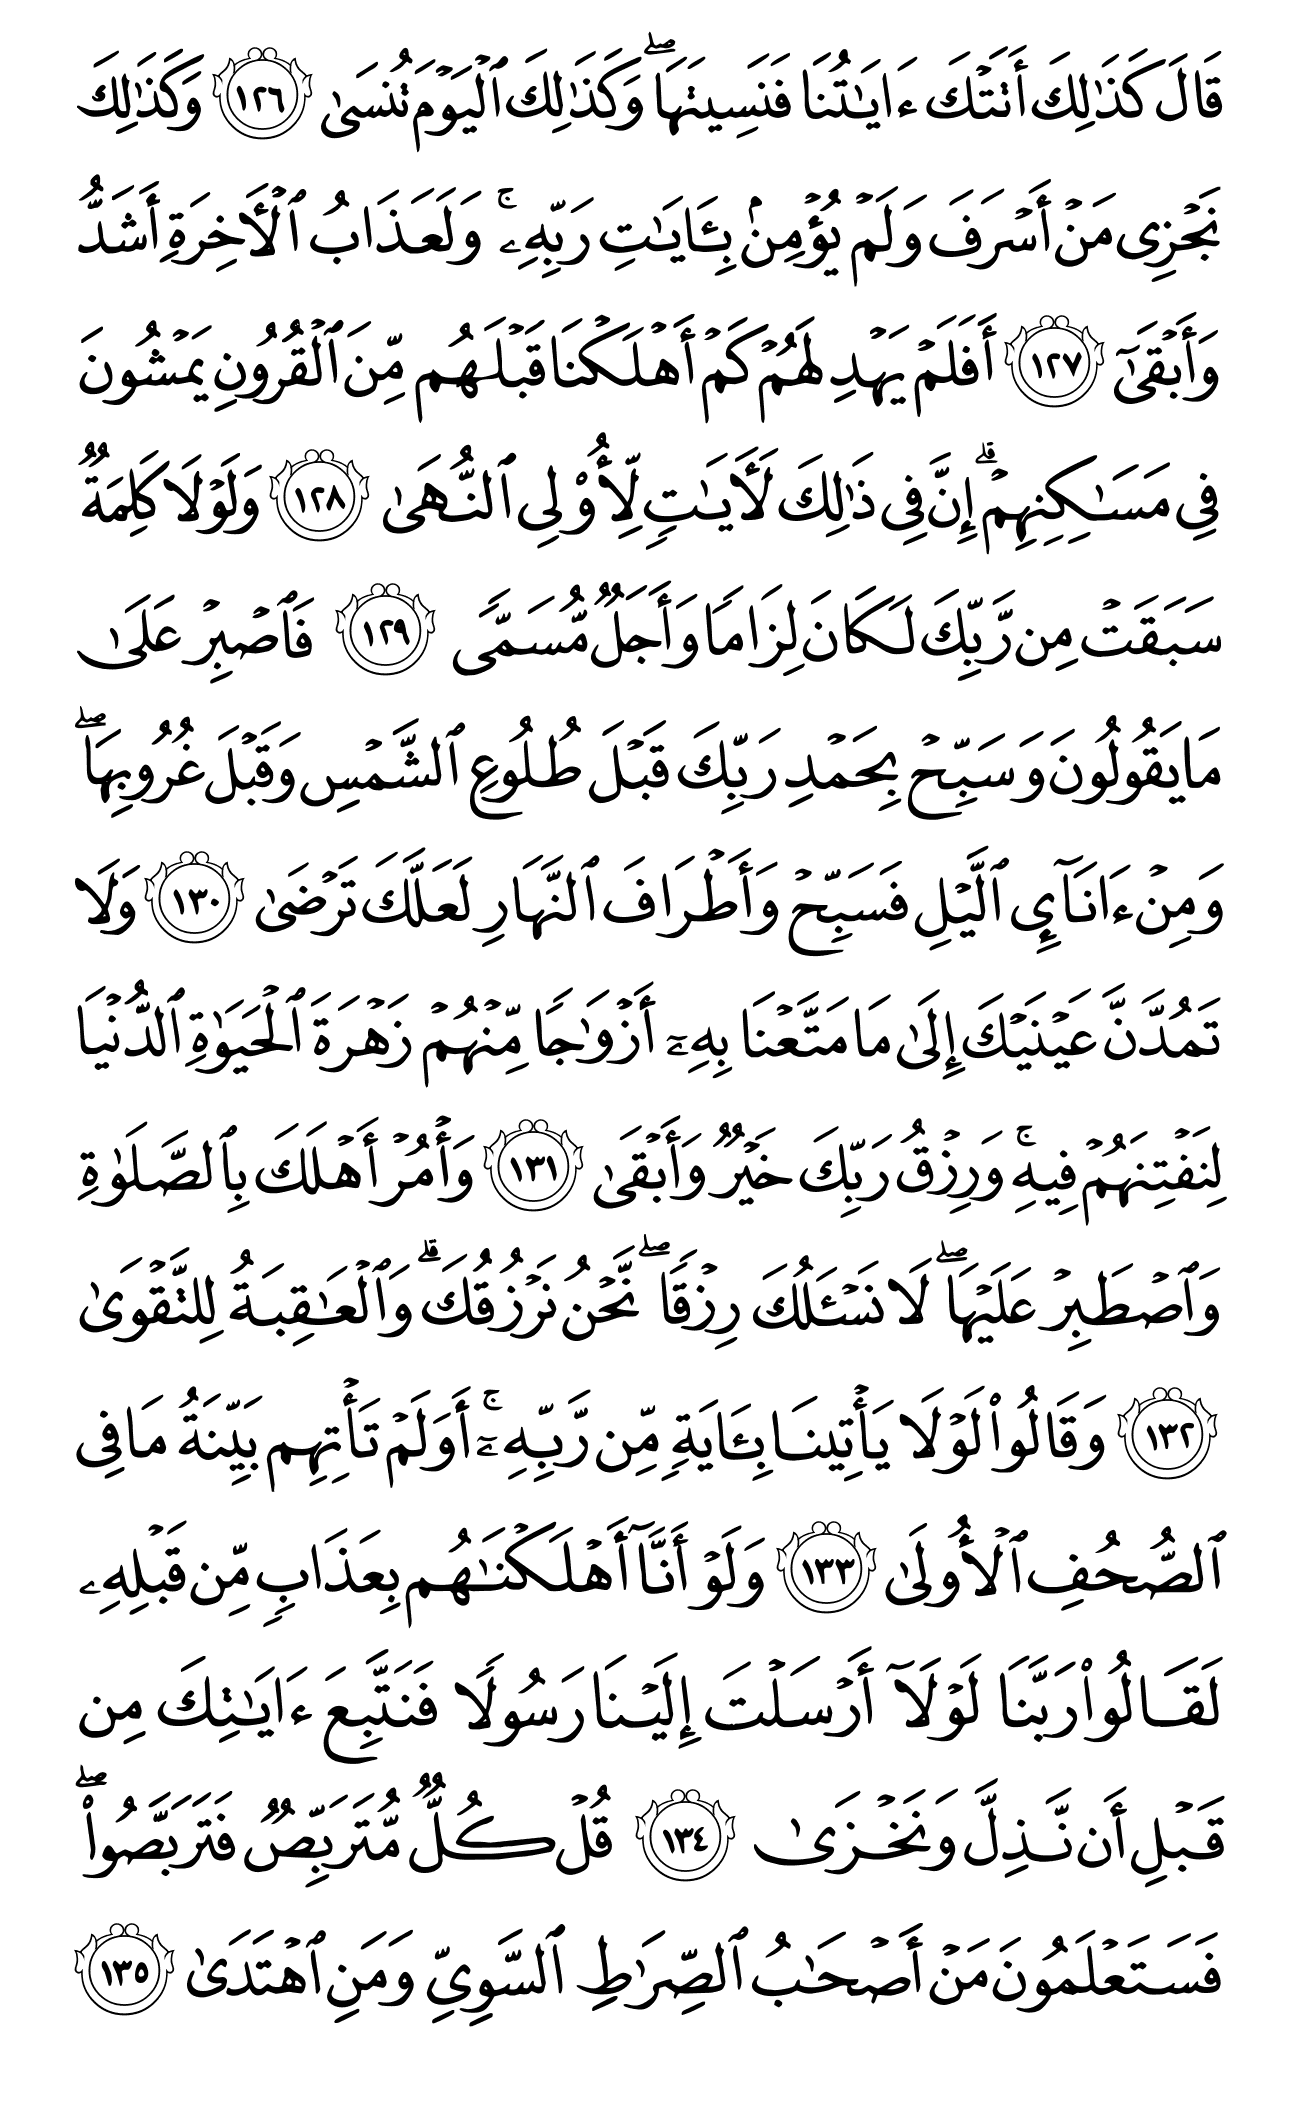 قَالَ كَذَٰلِكَ أَتَتْكَ ءَايَـٰتُنَا فَنَسِيتَهَا ۖ وَكَذَٰلِكَ ٱلْيَوْمَ تُنسَىٰ ١٢٦ وَكَذَٰلِكَ
نَجْزِى مَنْ أَسْرَفَ وَلَمْ يُؤْمِنۢ بِـَٔايَـٰتِ رَبِّهِۦ ۚ وَلَعَذَابُ ٱلْـَٔاخِرَةِ أَشَدُّ
وَأَبْقَىٰٓ ١٢٧ أَفَلَمْ يَهْدِ لَهُمْ كَمْ أَهْلَكْنَا قَبْلَهُم مِّنَ ٱلْقُرُونِ يَمْشُونَ
فِى مَسَـٰكِنِهِمْ ۗ إِنَّ فِى ذَٰلِكَ لَـَٔايَـٰتٍ لِّأُو۟لِى ٱلنُّهَىٰ ١٢٨ وَلَوْلَا كَلِمَةٌ
سَبَقَتْ مِن رَّبِّكَ لَكَانَ لِزَامًا وَأَجَلٌ مُّسَمًّى ١٢٩ فَٱصْبِرْ عَلَىٰ
مَا يَقُولُونَ وَسَبِّحْ بِحَمْدِ رَبِّكَ قَبْلَ طُلُوعِ ٱلشَّمْسِ وَقَبْلَ غُرُوبِهَا ۖ
وَمِنْ ءَانَآئِ ٱلَّيْلِ فَسَبِّحْ وَأَطْرَافَ ٱلنَّهَارِ لَعَلَّكَ تَرْضَىٰ ١٣٠ وَلَا
تَمُدَّنَّ عَيْنَيْكَ إِلَىٰ مَا مَتَّعْنَا بِهِۦٓ أَزْوَٰجًا مِّنْهُمْ زَهْرَةَ ٱلْحَيَوٰةِ ٱلدُّنْيَا
لِنَفْتِنَهُمْ فِيهِ ۚ وَرِزْقُ رَبِّكَ خَيْرٌ وَأَبْقَىٰ ١٣١ وَأْمُرْ أَهْلَكَ بِٱلصَّلَوٰةِ
وَٱصْطَبِرْ عَلَيْهَا ۖ لَا نَسْـَٔلُكَ رِزْقًا ۖ نَّحْنُ نَرْزُقُكَ ۗ وَٱلْعَـٰقِبَةُ لِلتَّقْوَىٰ
١٣٢ وَقَالُوا۟ لَوْلَا يَأْتِينَا بِـَٔايَةٍ مِّن رَّبِّهِۦٓ ۚ أَوَلَمْ تَأْتِهِم بَيِّنَةُ مَا فِى
ٱلصُّحُفِ ٱلْأُولَىٰ ١٣٣ وَلَوْ أَنَّآ أَهْلَكْنَـٰهُم بِعَذَابٍ مِّن قَبْلِهِۦ
لَقَالُوا۟ رَبَّنَا لَوْلَآ أَرْسَلْتَ إِلَيْنَا رَسُولًا فَنَتَّبِعَ ءَايَـٰتِكَ مِن
قَبْلِ أَن نَّذِلَّ وَنَخْزَىٰ ١٣٤ قُلْ كُلٌّ مُّتَرَبِّصٌ فَتَرَبَّصُوا۟ ۖ
فَسَتَعْلَمُونَ مَنْ أَصْحَـٰبُ ٱلصِّرَٰطِ ٱلسَّوِىِّ وَمَنِ ٱهْتَدَىٰ ١٣٥